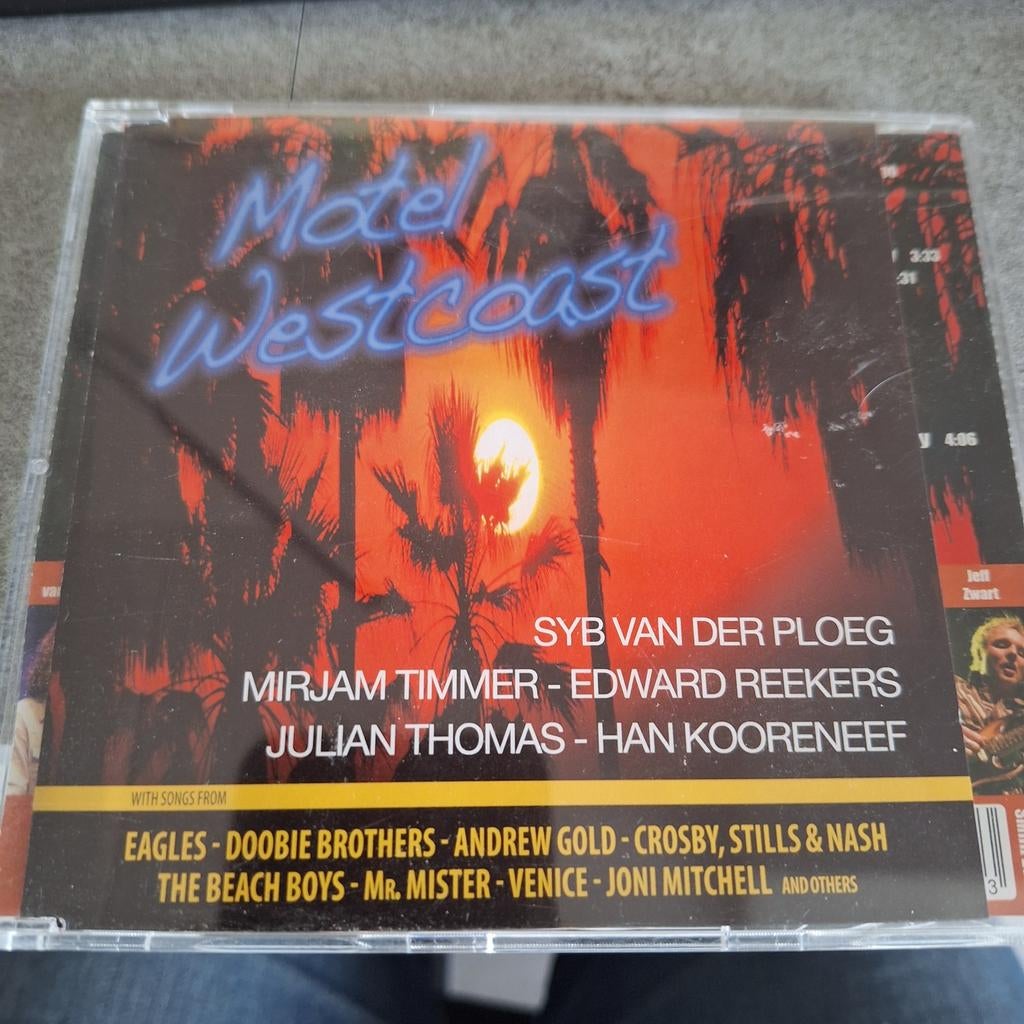 Motel
Westcoast
3:33
:31
y 4:06
Jeff
Zwart
SYB VAN DER PLOEG
MIRJAM TIMMER - EDWARD REEKERS
JULIAN THOMAS - HAN KOORENEEF
WITH SONGS FROM
EAGLES - DOOBIE BROTHERS - ANDREW GOLD - CROSBY, STILLS & NASH
THE BEACH BOYS - MR. MISTER - VENICE - JONI MITCHELL AND OTHERS
3